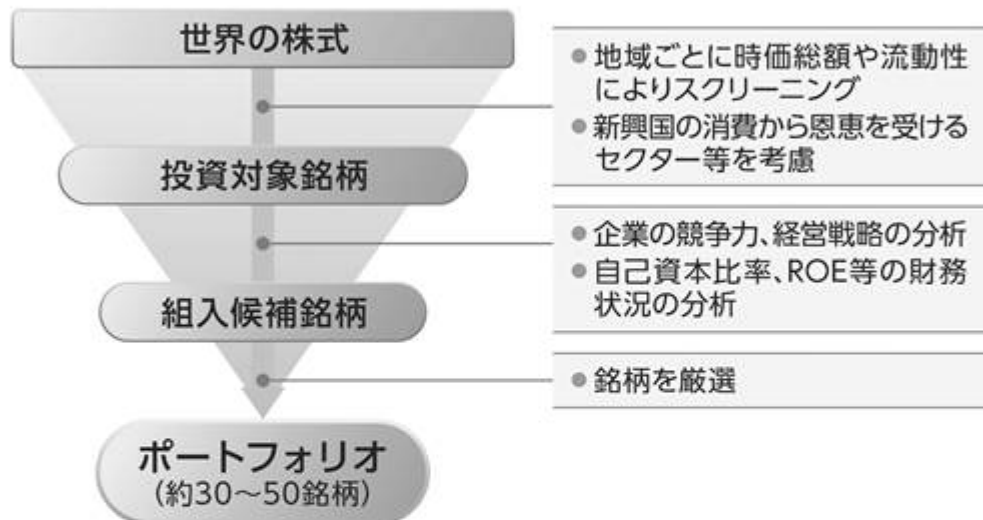 世界の株式
● 地域ごとに時価総額や流動性
によりスクリーニング
● 新興国の消費から恩恵を受ける
セクター等を考慮
投資対象銘柄
● 企業の競争力、経営戦略の分析
● 自己資本比率、ROE等の財務
状況の分析
組入候補銘柄
● 銘柄を厳選
ポートフォリオ
(約30～50銘柄)